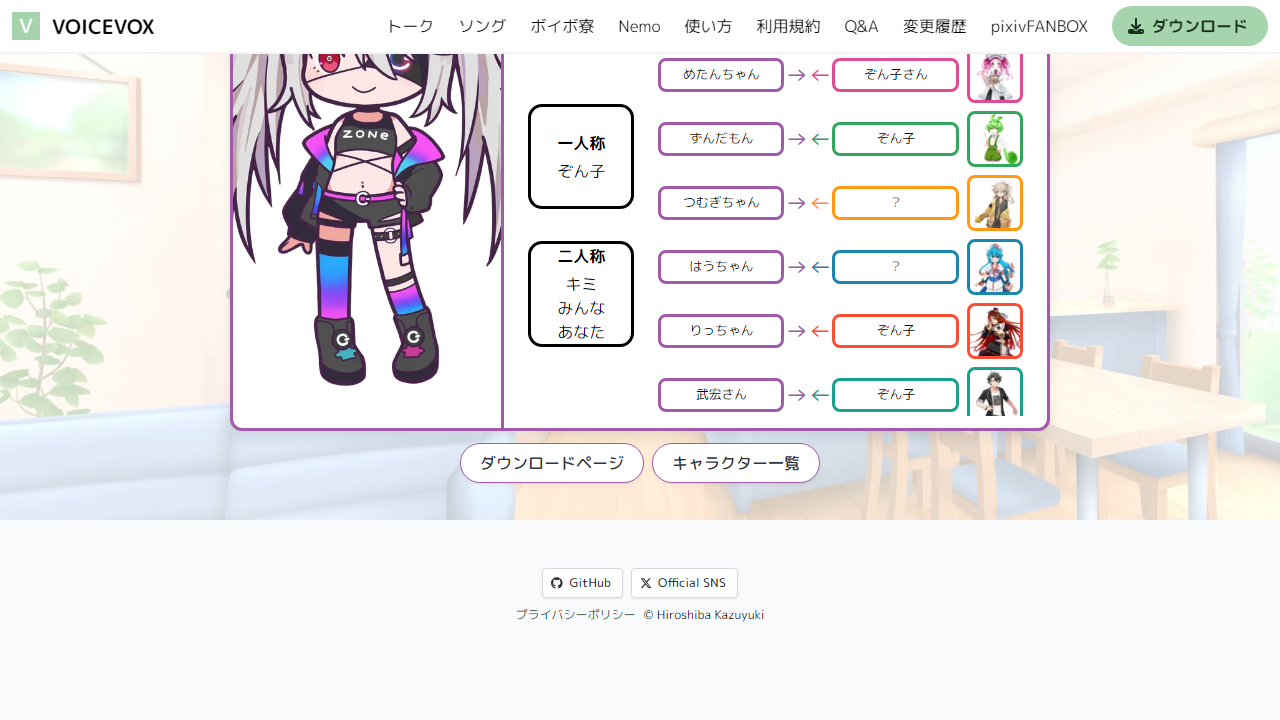 V VOICEVOX トーク ソング ボイボ寮 Nemo 使い方 利用規約 Q&A 変更履歴 pixivFANBOX ダウンロード
ZONe
一人称
ぞん子
二人称
キミ
みんな
あなた
めたんちゃん → ← ぞん子さん
ずんだもん → ← ぞん子
つむぎちゃん → ← ?
はうちゃん → ← ?
りっちゃん → ← ぞん子
武宏さん → ← ぞん子
ダウンロードページ キャラクター一覧
GitHub Official SNS
プライバシーポリシー © Hiroshiba Kazuyuki